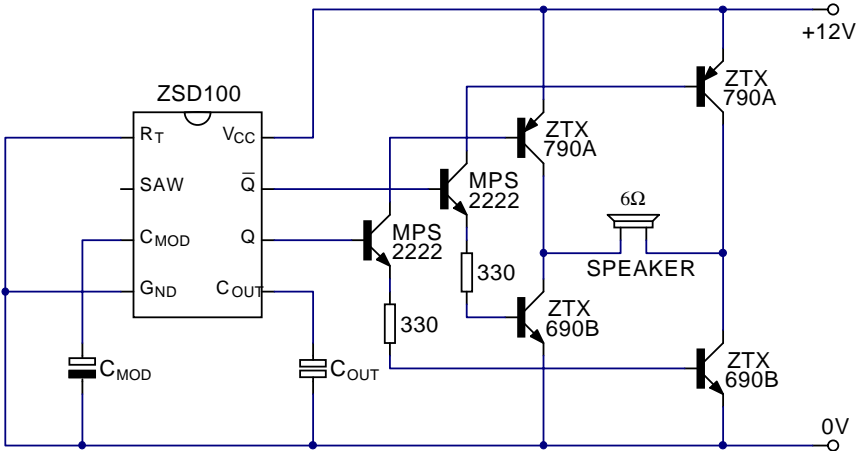 +12V
ZSD100
ZTX
790A
RT
VCC
ZTX
790A
SAW
Q̅
MPS
2222
6Ω
CMOD
Q
MPS
2222
SPEAKER
330
GND
COUT
ZTX
690B
330
CMOD
COUT
ZTX
690B
0V